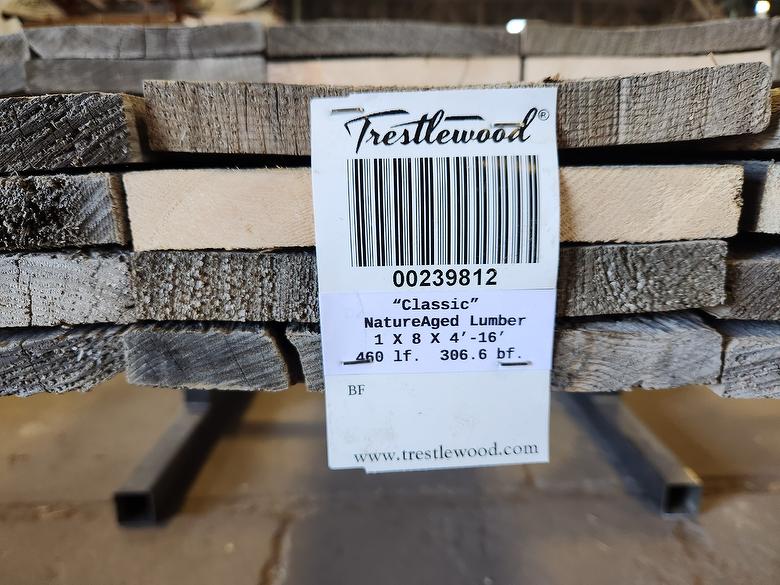 Trestlewood®
00239812
"Classic"
NatureAged Lumber
1 X 8 X 4'-16'
460 lf. 306.6 bf.
BF
www.trestlewood.com